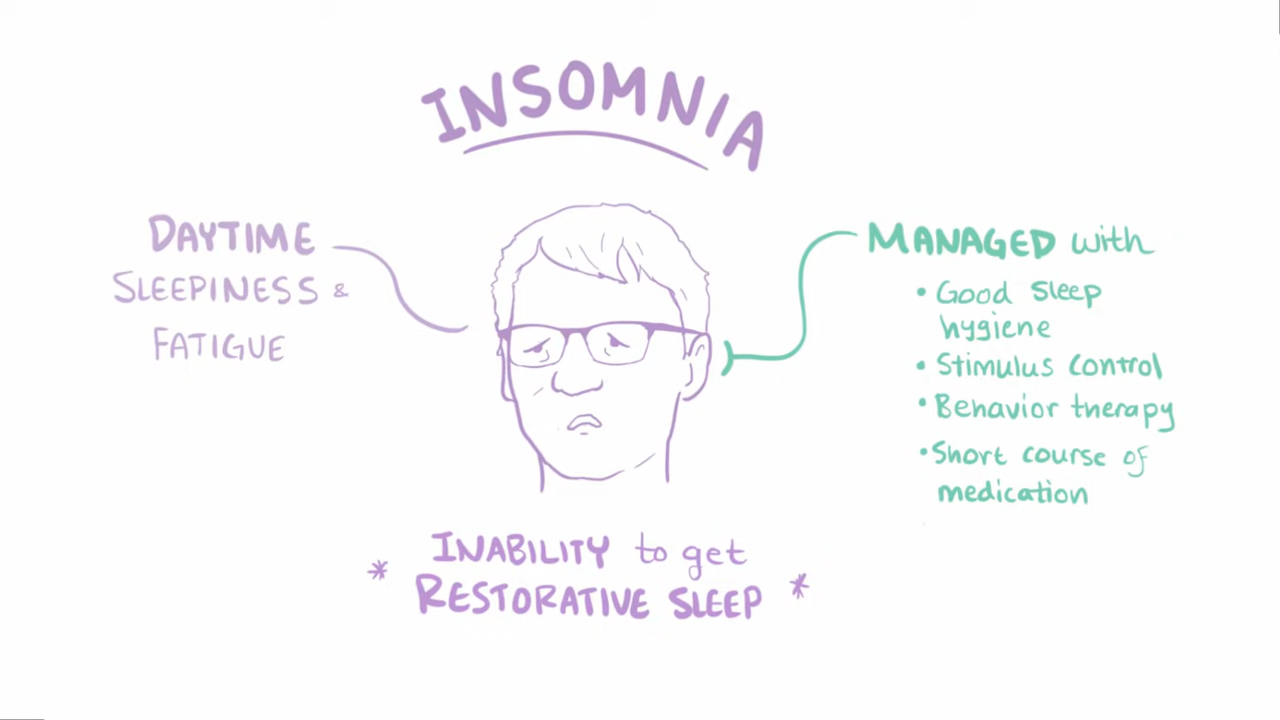 INSOMNIA
DAYTIME
SLEEPINESS &
FATIGUE
MANAGED with
• Good sleep
hygiene
• Stimulus control
• Behavior therapy
• Short course of
medication
* INABILITY to get
RESTORATIVE SLEEP *